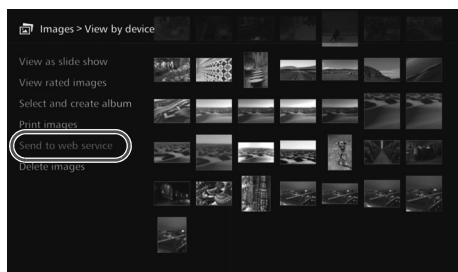 Images > View by device
View as slide show
View rated images
Select and create album
Print images
Send to web service
Delete images